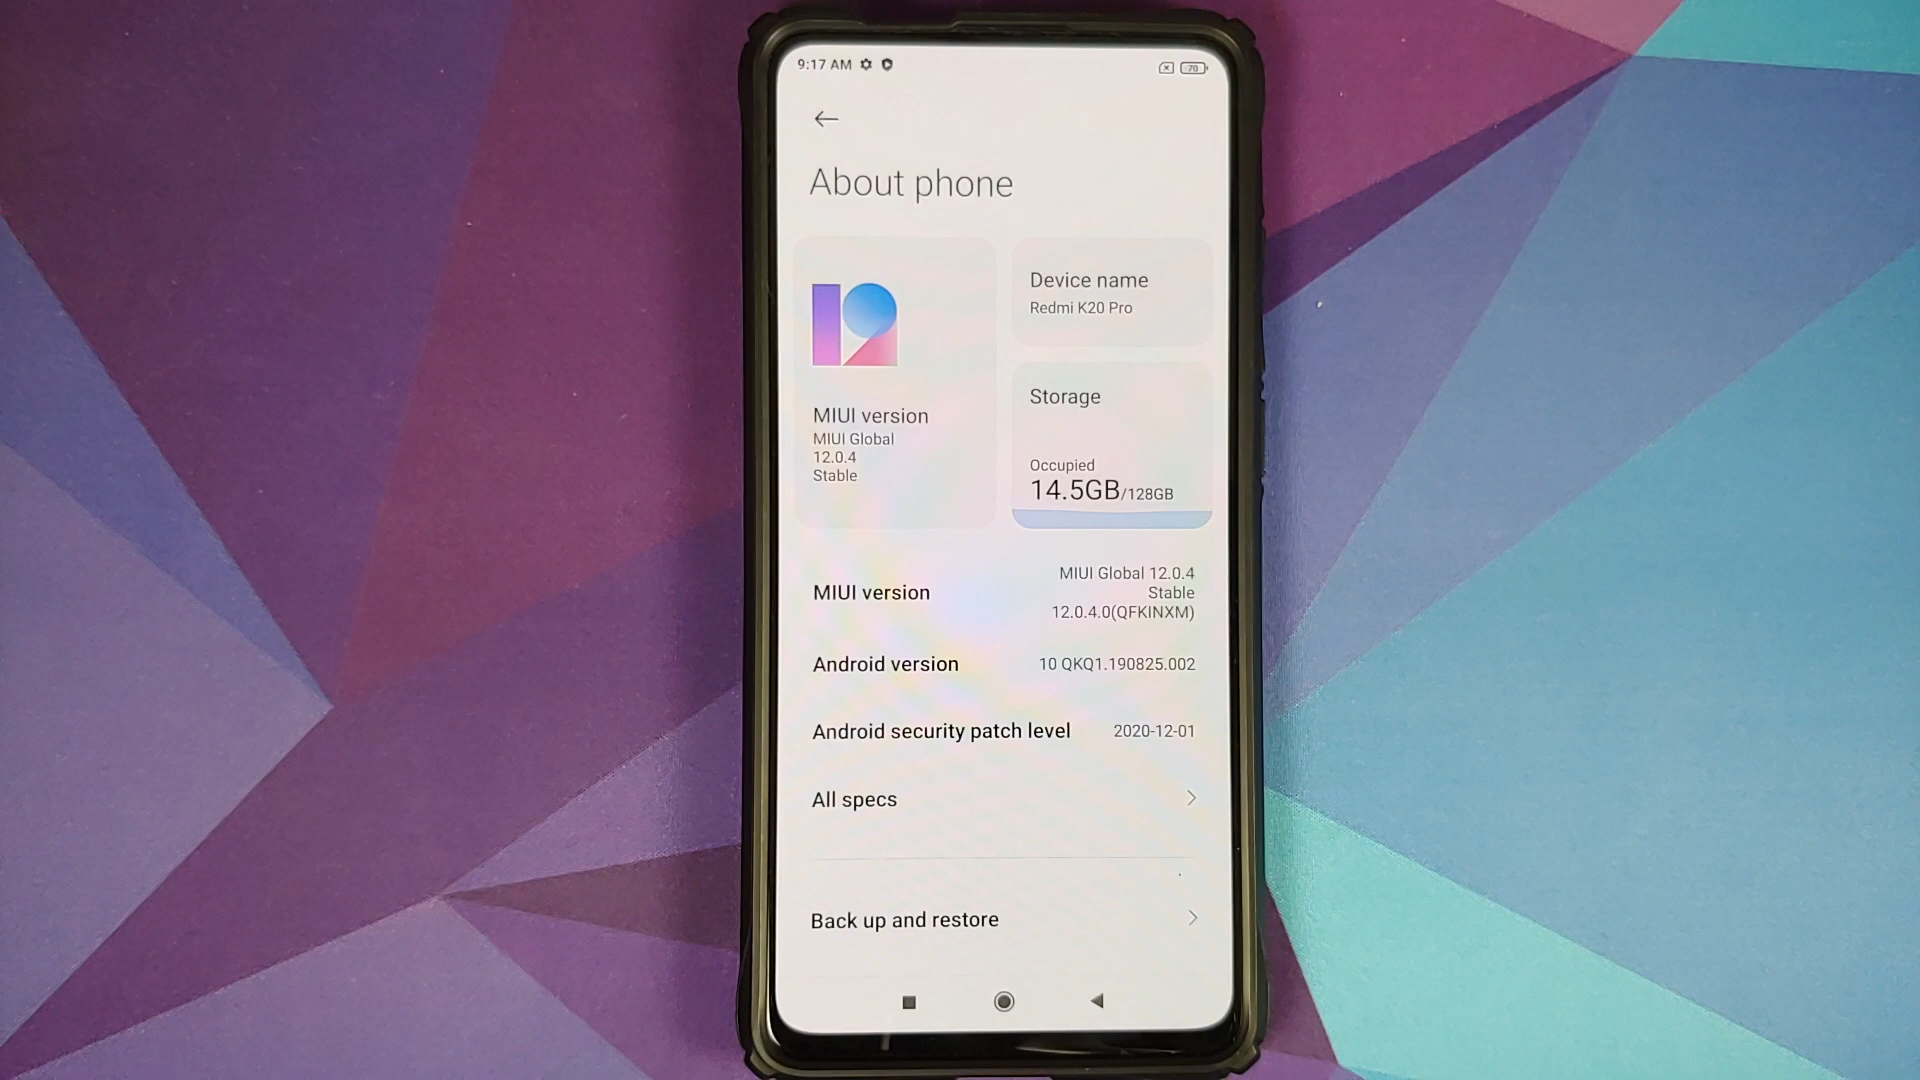 9:17 AM
70
About phone
Device name
Redmi K20 Pro
MIUI version
MIUI Global
12.0.4
Stable
Storage
Occupied
14.5GB/128GB
MIUI version
MIUI Global 12.0.4
Stable
12.0.4.0(QFKINXM)
Android version
10 QKQ1.190825.002
Android security patch level
2020-12-01
All specs
Back up and restore